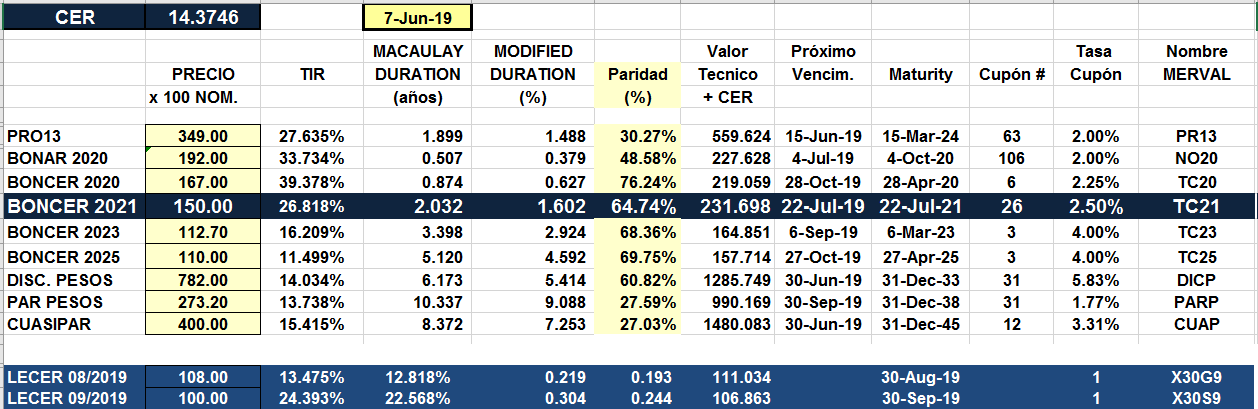 CER 14.3746 7-Jun-19
MACAULAY MODIFIED Valor Próximo Tasa Nombre
PRECIO TIR DURATION DURATION Paridad Tecnico Vencim. Maturity Cupón # Cupón MERVAL
x 100 NOM. (años) (%) (%) + CER
PRO13 349.00 27.635% 1.899 1.488 30.27% 559.624 15-Jun-19 15-Mar-24 63 2.00% PR13
BONAR 2020 192.00 33.734% 0.507 0.379 48.58% 227.628 4-Jul-19 4-Oct-20 106 2.00% NO20
BONCER 2020 167.00 39.378% 0.874 0.627 76.24% 219.059 28-Oct-19 28-Apr-20 6 2.25% TC20
BONCER 2021 150.00 26.818% 2.032 1.602 64.74% 231.698 22-Jul-19 22-Jul-21 26 2.50% TC21
BONCER 2023 112.70 16.209% 3.398 2.924 68.36% 164.851 6-Sep-19 6-Mar-23 3 4.00% TC23
BONCER 2025 110.00 11.499% 5.120 4.592 69.75% 157.714 27-Oct-19 27-Apr-25 3 4.00% TC25
DISC. PESOS 782.00 14.034% 6.173 5.414 60.82% 1285.749 30-Jun-19 31-Dec-33 31 5.83% DICP
PAR PESOS 273.20 13.738% 10.337 9.088 27.59% 990.169 30-Sep-19 31-Dec-38 31 1.77% PARP
CUASIPAR 400.00 15.415% 8.372 7.253 27.03% 1480.083 30-Jun-19 31-Dec-45 12 3.31% CUAP
LECER 08/2019 108.00 13.475% 12.818% 0.219 0.193 111.034 30-Aug-19 1 X30G9
LECER 09/2019 100.00 24.393% 22.568% 0.304 0.244 106.863 30-Sep-19 1 X30S9